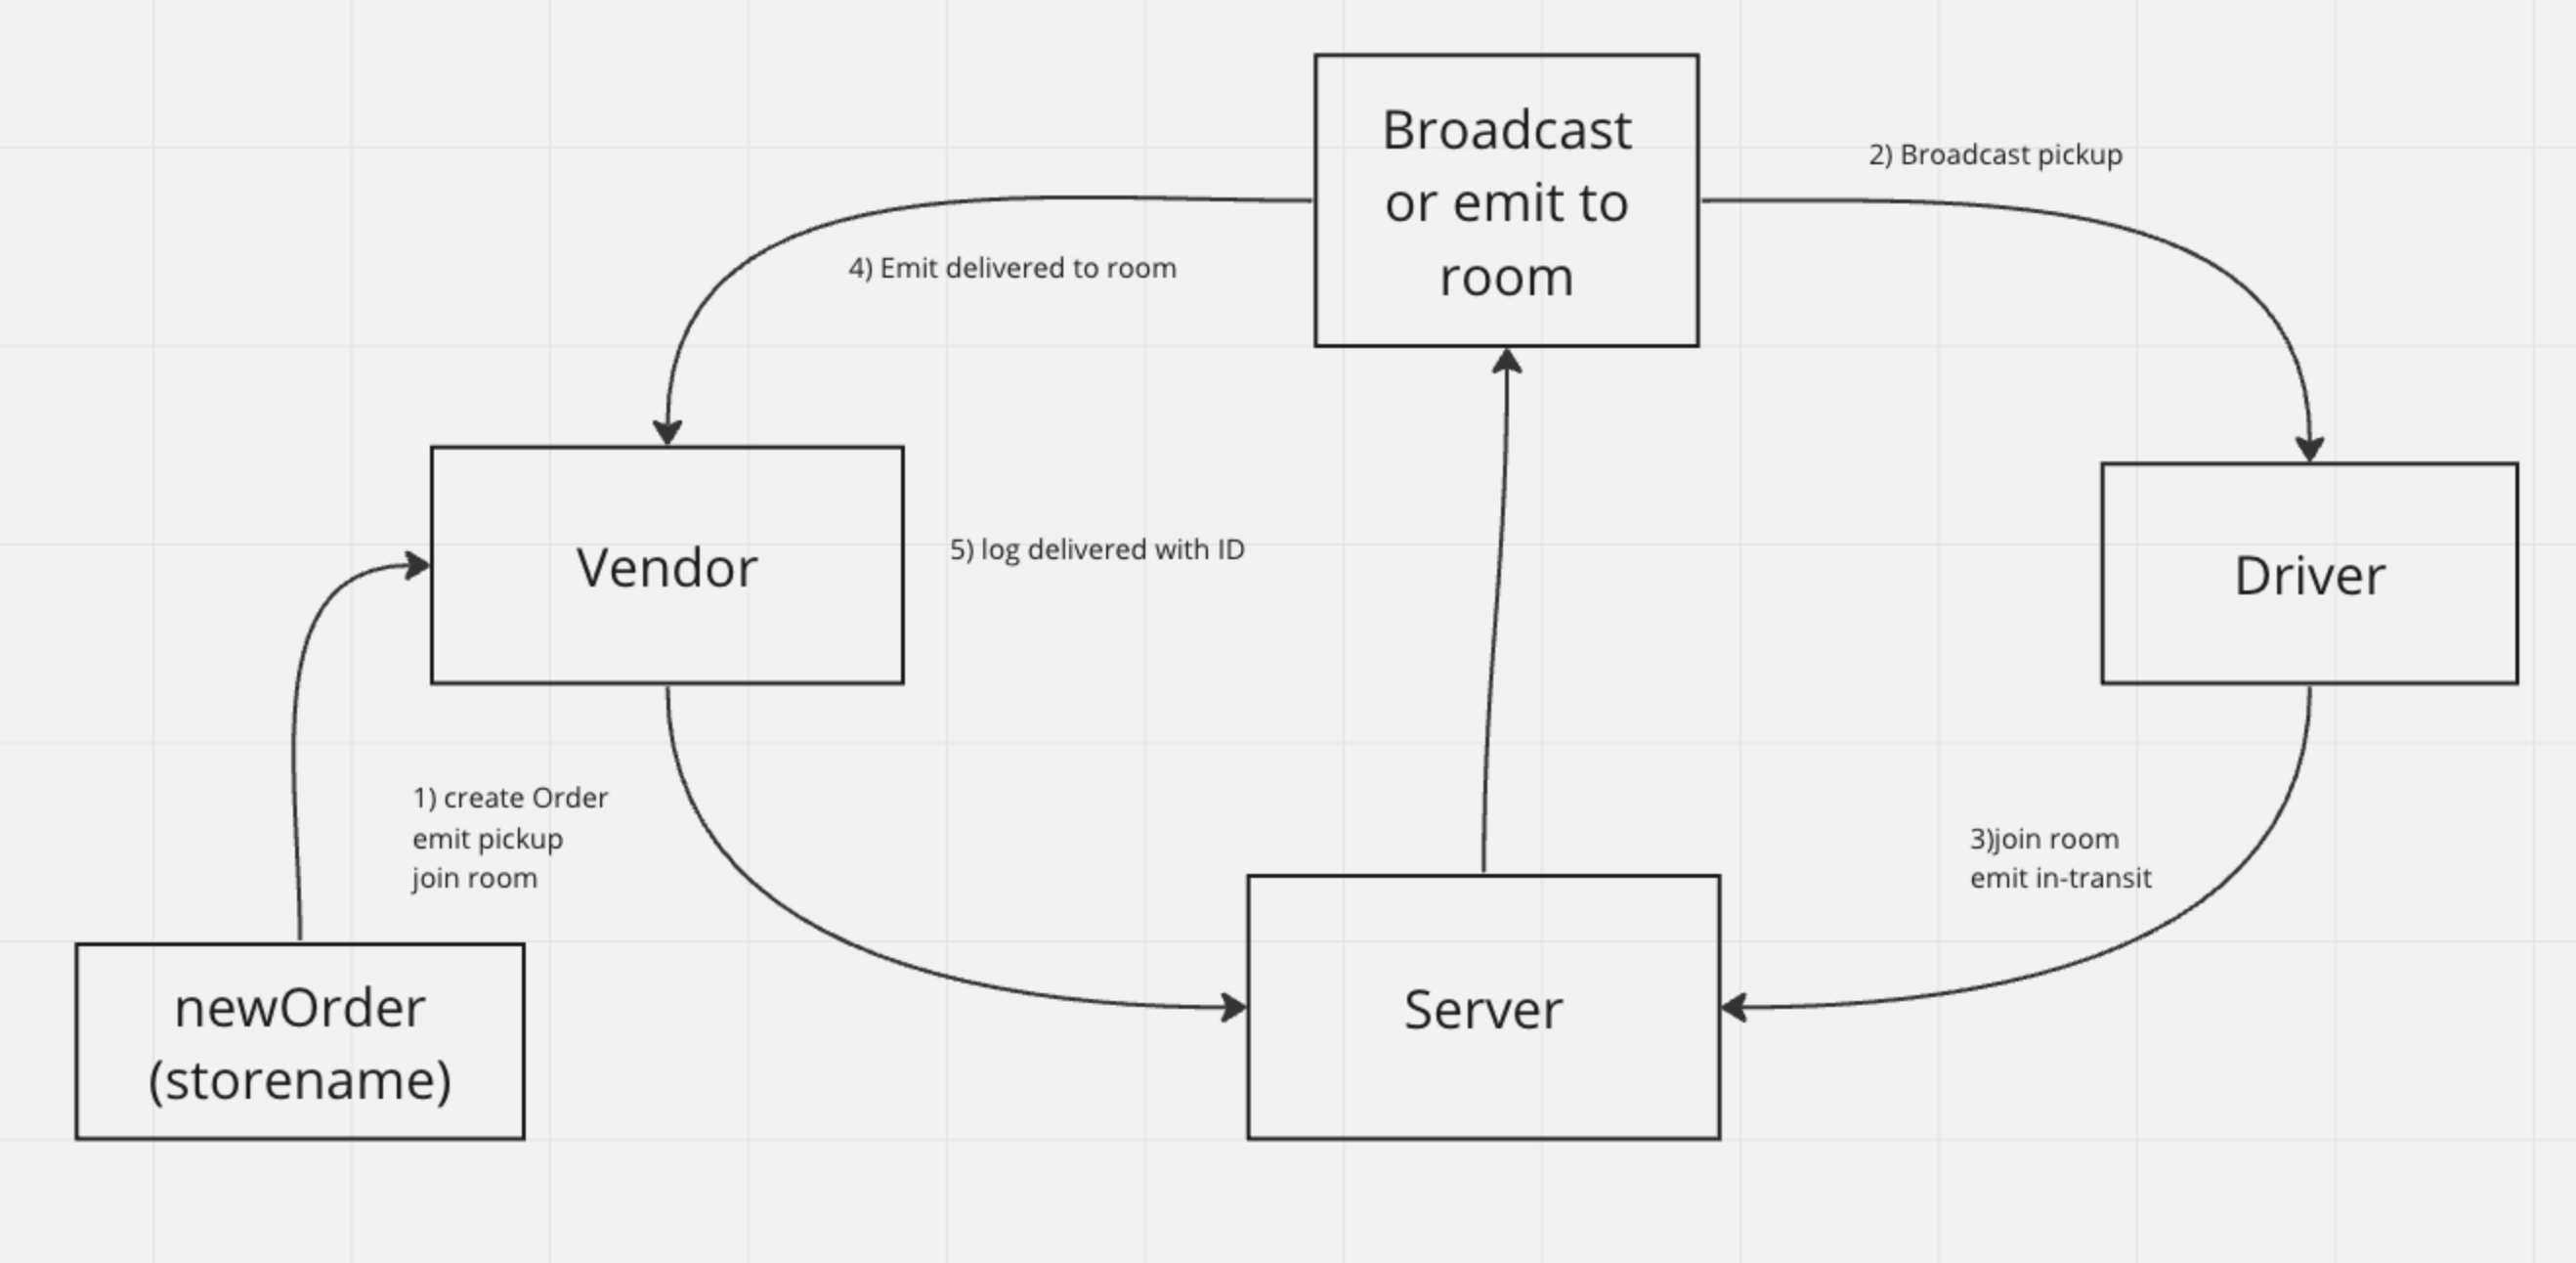 Broadcast
or emit to
room
2) Broadcast pickup
4) Emit delivered to room
Vendor
5) log delivered with ID
Driver
1) create Order
emit pickup
join room
3)join room
emit in-transit
newOrder
(storename)
Server